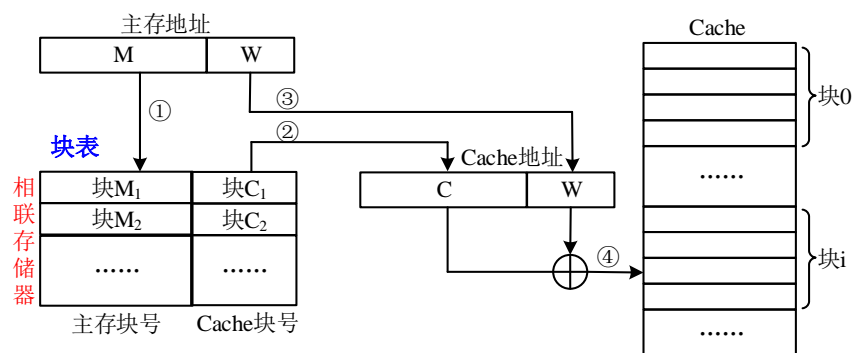 主存地址
M W
①
③
②
块表
相联存储器
块M₁ 块C₁
块M₂ 块C₂
...... ......
主存块号 Cache块号
Cache地址
C W
④
Cache
块0
......
块i
......